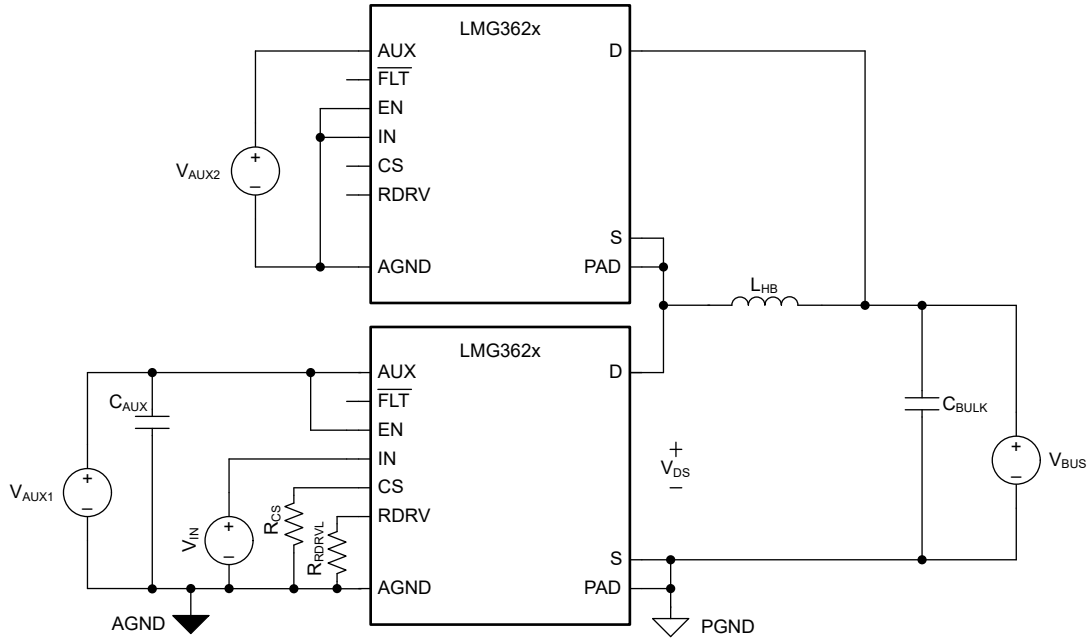 LMG362x
AUX
D
FLT
EN
IN
CS
VAUX2
+
–
RDRV
S
PAD
AGND
LHB
LMG362x
AUX
D
CAUX
FLT
EN
CBULK
IN
+
VDS
–
+
–
VBUS
CS
VAUX1
+
–
RDRV
VIN
+
–
RCS
RRDRVL
S
AGND
PAD
AGND
PGND